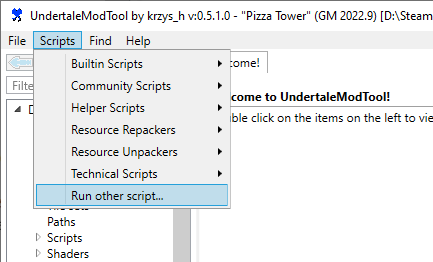 UndertaleModTool by krzys_h v:0.5.1.0 - "Pizza Tower" (GM 2022.9) [D:\Steam
File Scripts Find Help
Builtin Scripts
come!
Community Scripts
Filte
Helper Scripts
come to UndertaleModTool!
Resource Repackers
ble click on the items on the left to vie
Resource Unpackers
Technical Scripts
Run other script...
Paths
Scripts
Shaders